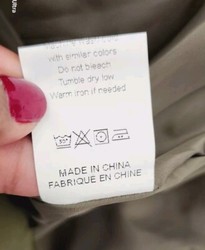 with similar colors
Do not bleach
Tumble dry low
Warm iron if needed
MADE IN CHINA
FABRIQUE EN CHINE